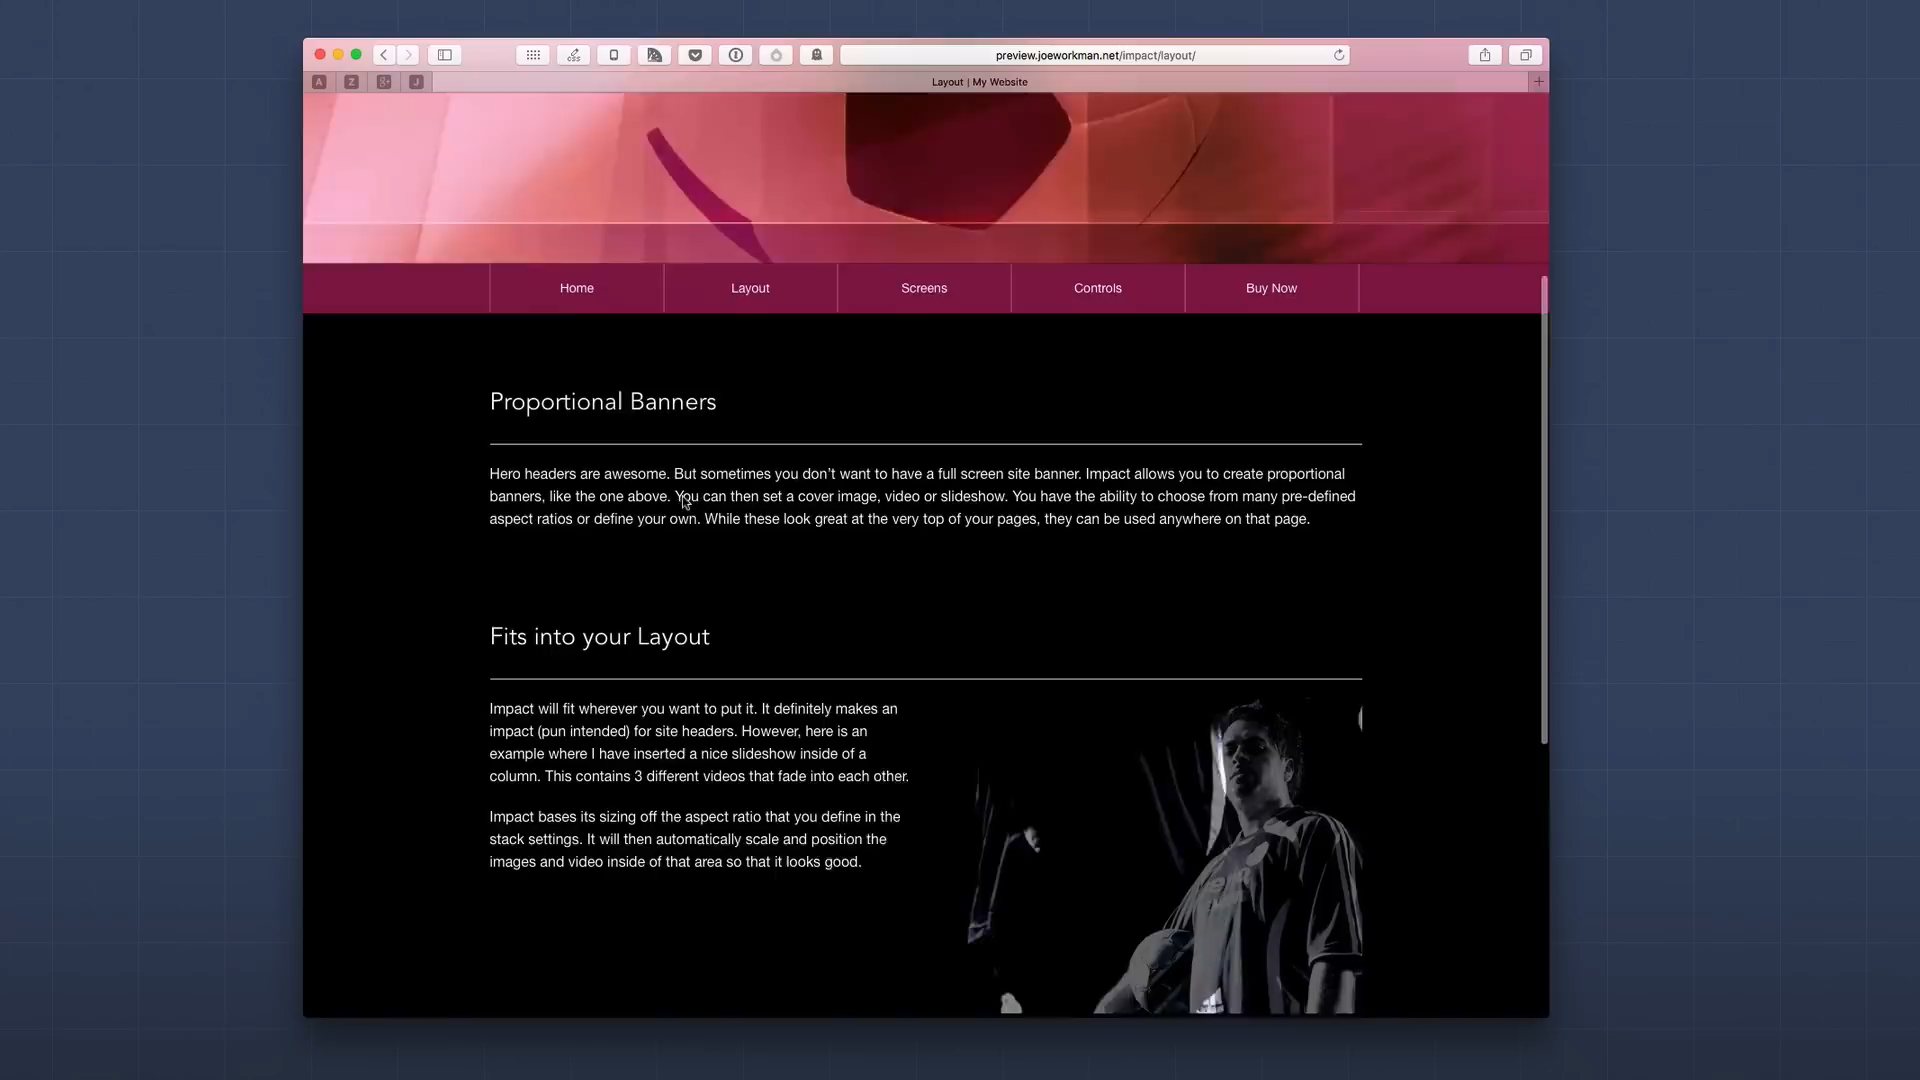 css
preview.joeworkman.net/impact/layout/
A Z g+ J Layout | My Website
Home Layout Screens Controls Buy Now
Proportional Banners
Hero headers are awesome. But sometimes you don’t want to have a full screen site banner. Impact allows you to create proportional
banners, like the one above. You can then set a cover image, video or slideshow. You have the ability to choose from many pre-defined
aspect ratios or define your own. While these look great at the very top of your pages, they can be used anywhere on that page.
Fits into your Layout
Impact will fit wherever you want to put it. It definitely makes an
impact (pun intended) for site headers. However, here is an
example where I have inserted a nice slideshow inside of a
column. This contains 3 different videos that fade into each other.
Impact bases its sizing off the aspect ratio that you define in the
stack settings. It will then automatically scale and position the
images and video inside of that area so that it looks good.